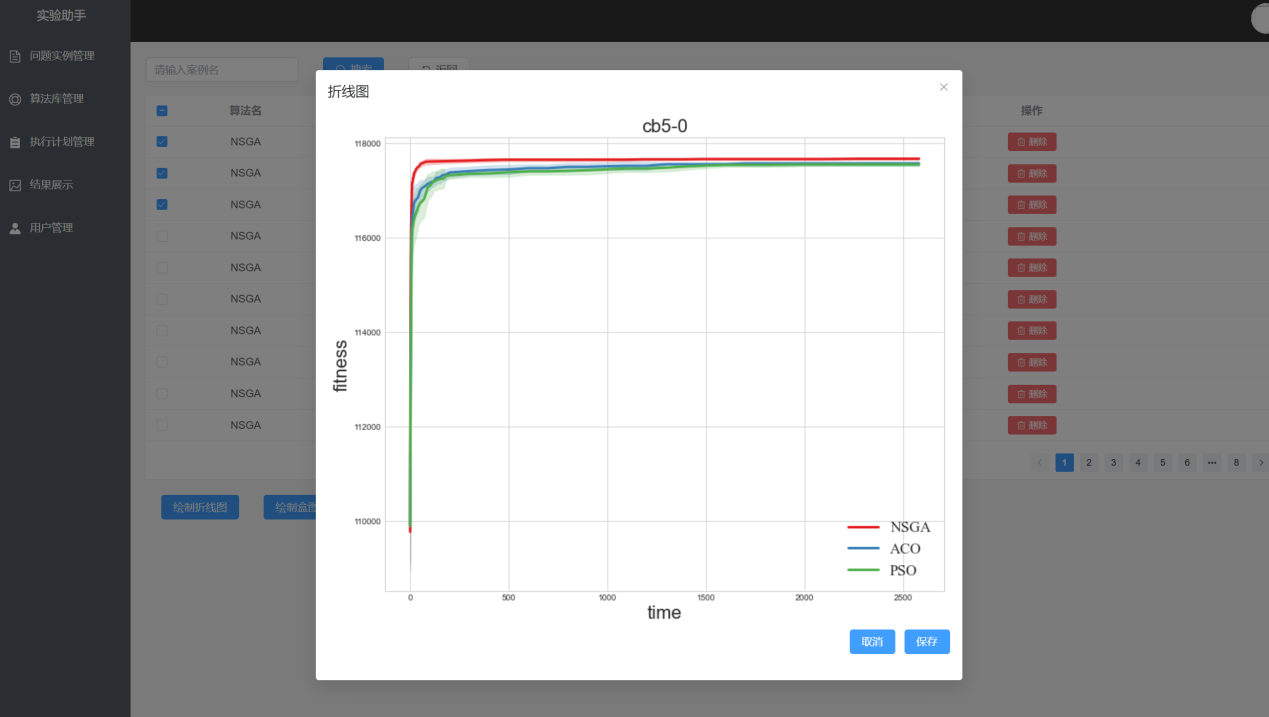 实验助手
问题实例管理
算法库管理
执行计划管理
结果展示
用户管理
请输入案例名
搜索
返回
算法名
操作
NSGA
删除
NSGA
删除
NSGA
删除
NSGA
删除
NSGA
删除
NSGA
删除
NSGA
删除
NSGA
删除
NSGA
删除
NSGA
删除
1 2 3 4 5 6 ••• 8
绘制折线图
绘制盒图
折线图
cb5-0
118000
116000
114000
112000
110000
fitness
0 500 1000 1500 2000 2500
time
NSGA
ACO
PSO
取消
保存